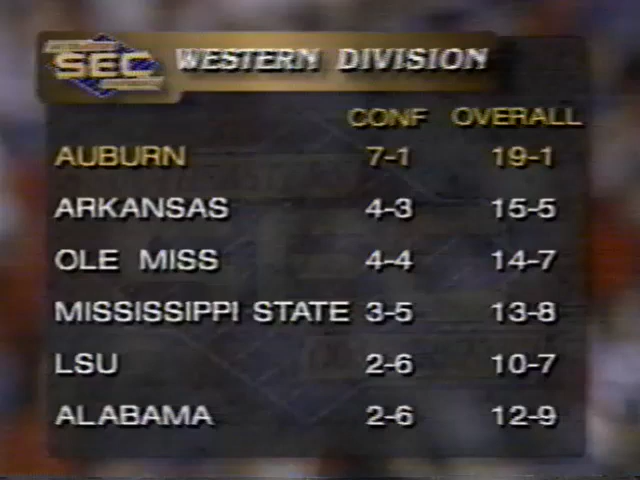 SEC WESTERN DIVISION
CONF OVERALL
AUBURN 7-1 19-1
ARKANSAS 4-3 15-5
OLE MISS 4-4 14-7
MISSISSIPPI STATE 3-5 13-8
LSU 2-6 10-7
ALABAMA 2-6 12-9